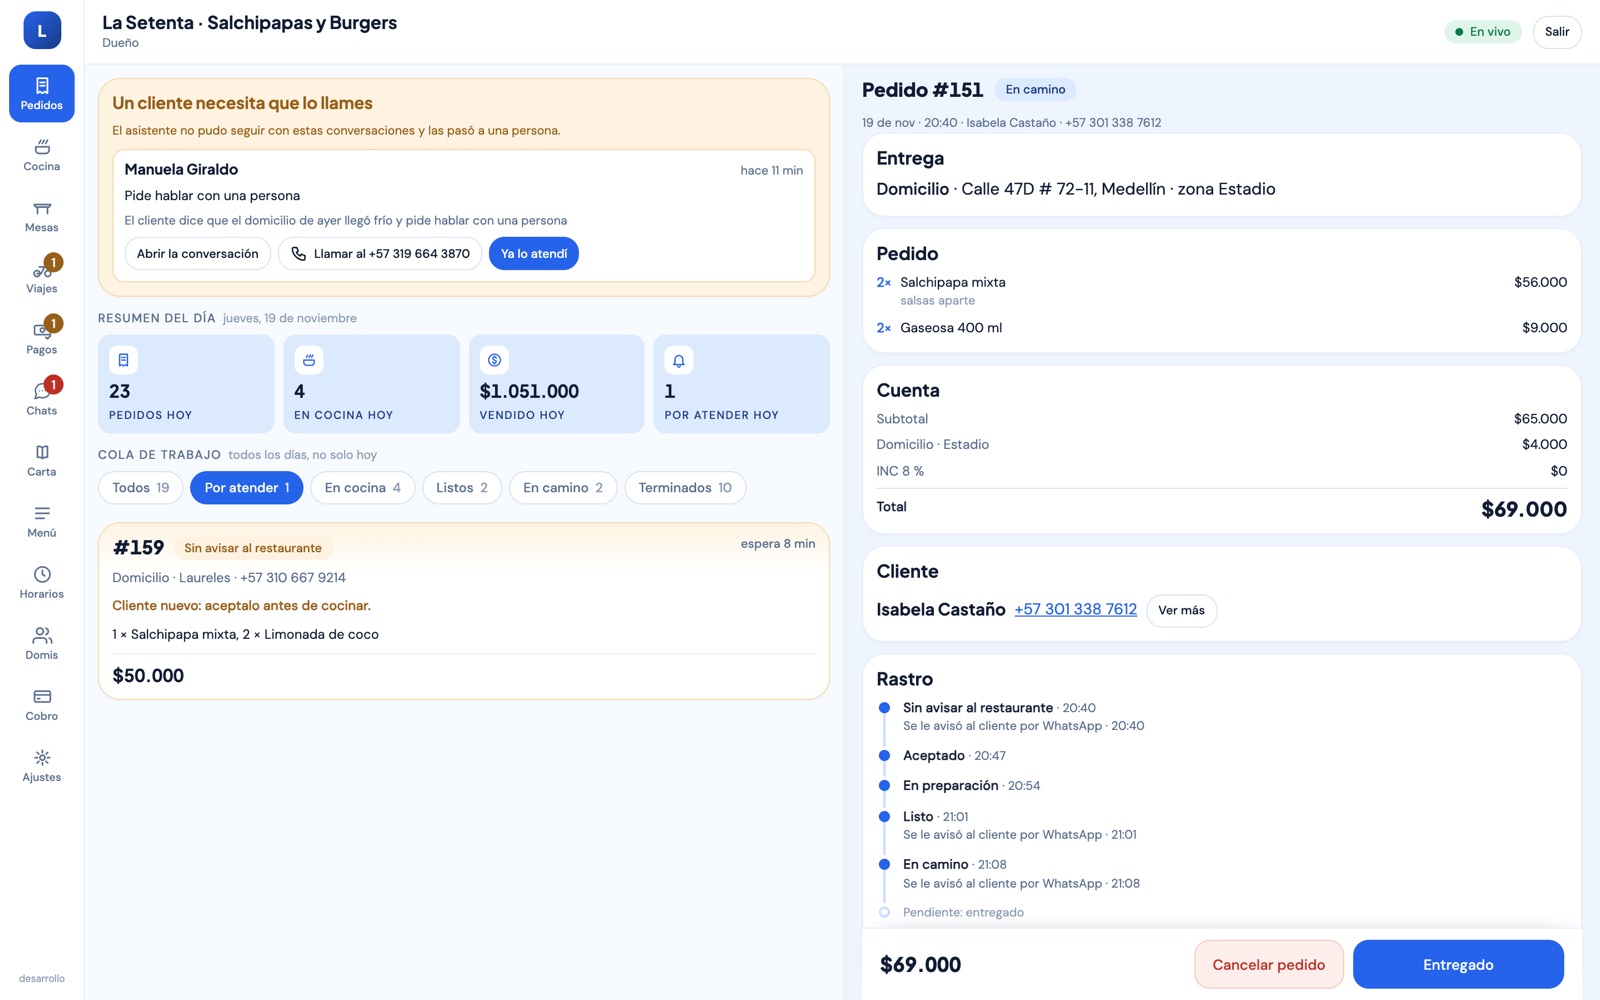 L
La Setenta · Salchipapas y Burgers
Dueño
En vivo
Salir
Pedidos
Cocina
Mesas
1
Viajes
1
Pagos
1
Chats
Carta
Menú
Horarios
Domis
Cobro
Ajustes
desarrollo
Un cliente necesita que lo llames
El asistente no pudo seguir con estas conversaciones y las pasó a una persona.
Manuela Giraldo
hace 11 min
Pide hablar con una persona
El cliente dice que el domicilio de ayer llegó frío y pide hablar con una persona
Abrir la conversación
Llamar al +57 319 664 3870
Ya lo atendí
RESUMEN DEL DÍA jueves, 19 de noviembre
23
PEDIDOS HOY
4
EN COCINA HOY
$1.051.000
VENDIDO HOY
1
POR ATENDER HOY
COLA DE TRABAJO todos los días, no solo hoy
Todos 19
Por atender 1
En cocina 4
Listos 2
En camino 2
Terminados 10
#159 Sin avisar al restaurante
espera 8 min
Domicilio · Laureles · +57 310 667 9214
Cliente nuevo: aceptalo antes de cocinar.
1 × Salchipapa mixta, 2 × Limonada de coco
$50.000
Pedido #151 En camino
19 de nov · 20:40 · Isabela Castaño · +57 301 338 7612
Entrega
Domicilio · Calle 47D # 72-11, Medellín · zona Estadio
Pedido
2× Salchipapa mixta $56.000
salsas aparte
2× Gaseosa 400 ml $9.000
Cuenta
Subtotal $65.000
Domicilio · Estadio $4.000
INC 8 % $0
Total $69.000
Cliente
Isabela Castaño +57 301 338 7612 Ver más
Rastro
Sin avisar al restaurante · 20:40
Se le avisó al cliente por WhatsApp · 20:40
Aceptado · 20:47
En preparación · 20:54
Listo · 21:01
Se le avisó al cliente por WhatsApp · 21:01
En camino · 21:08
Se le avisó al cliente por WhatsApp · 21:08
Pendiente: entregado
$69.000
Cancelar pedido
Entregado